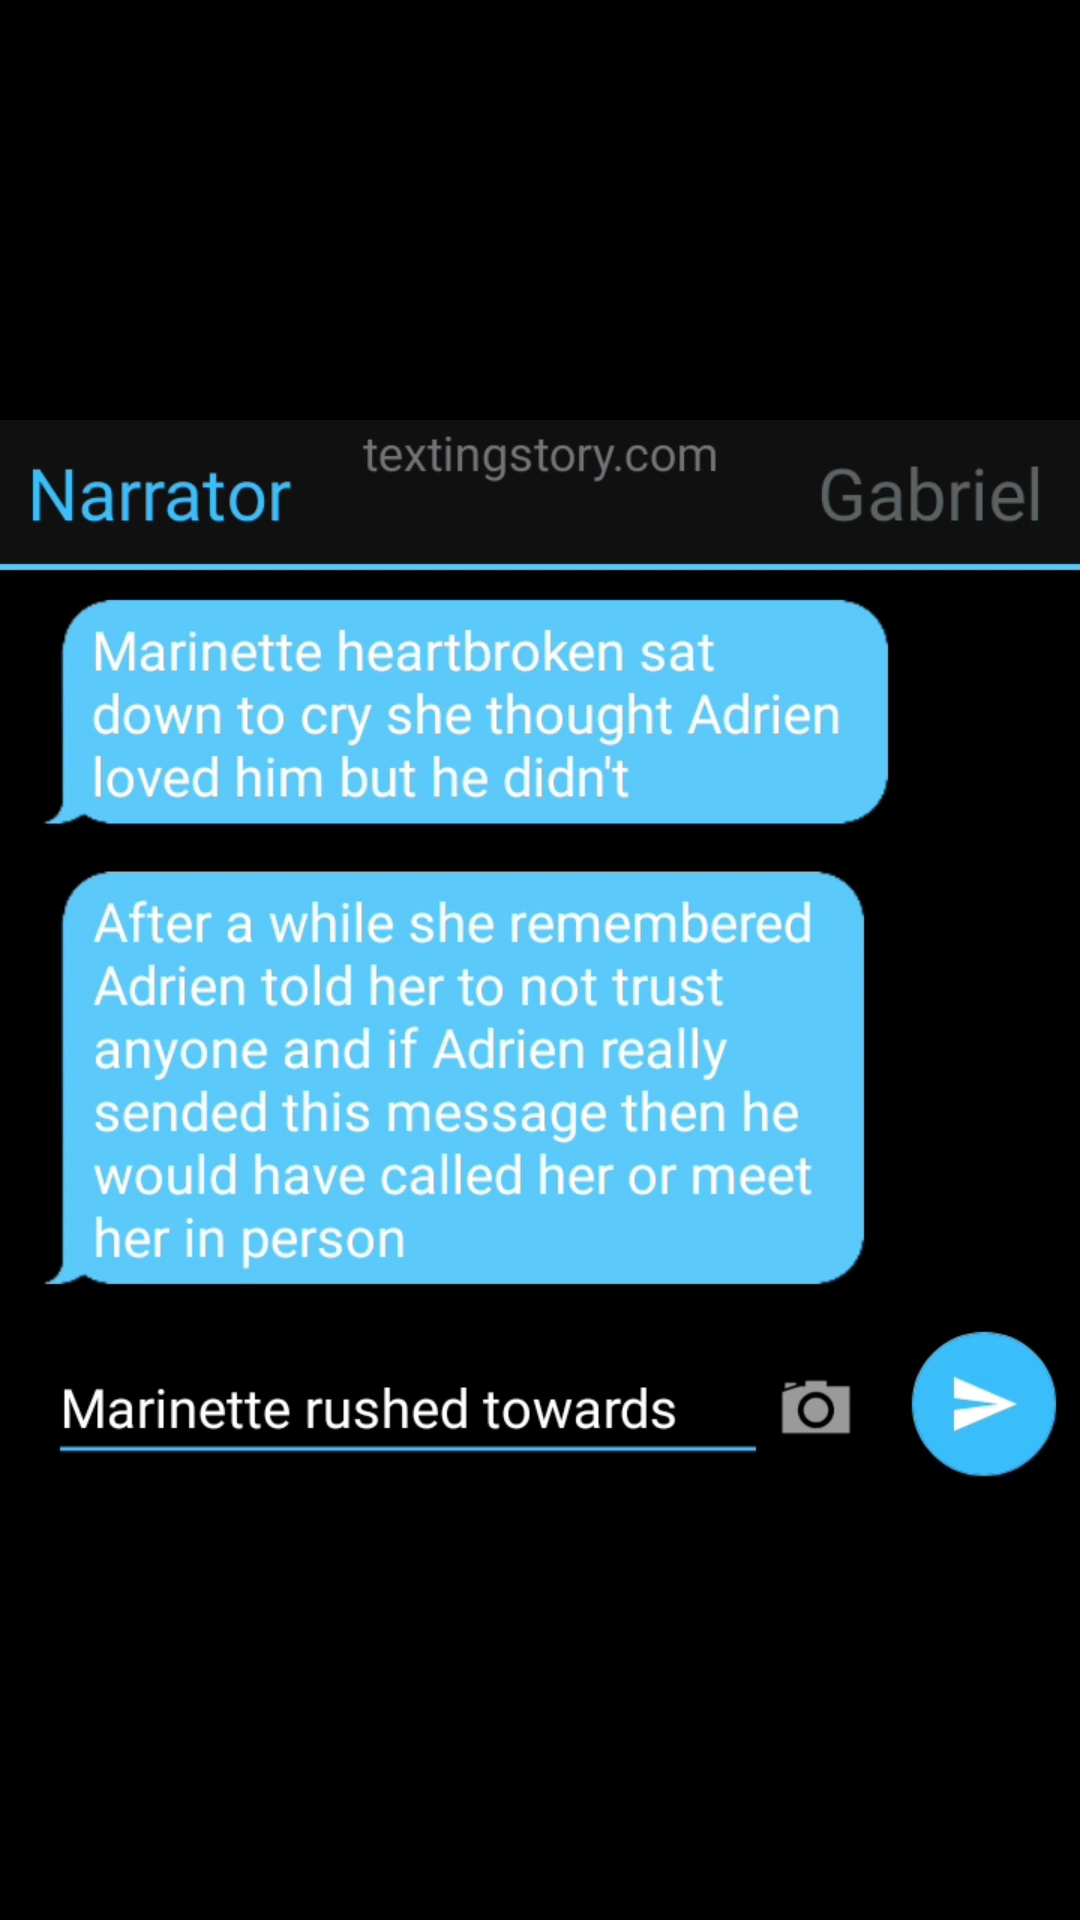 textingstory.com
Narrator
Gabriel
Marinette heartbroken sat
down to cry she thought Adrien
loved him but he didn't
After a while she remembered
Adrien told her to not trust
anyone and if Adrien really
sended this message then he
would have called her or meet
her in person
Marinette rushed towards